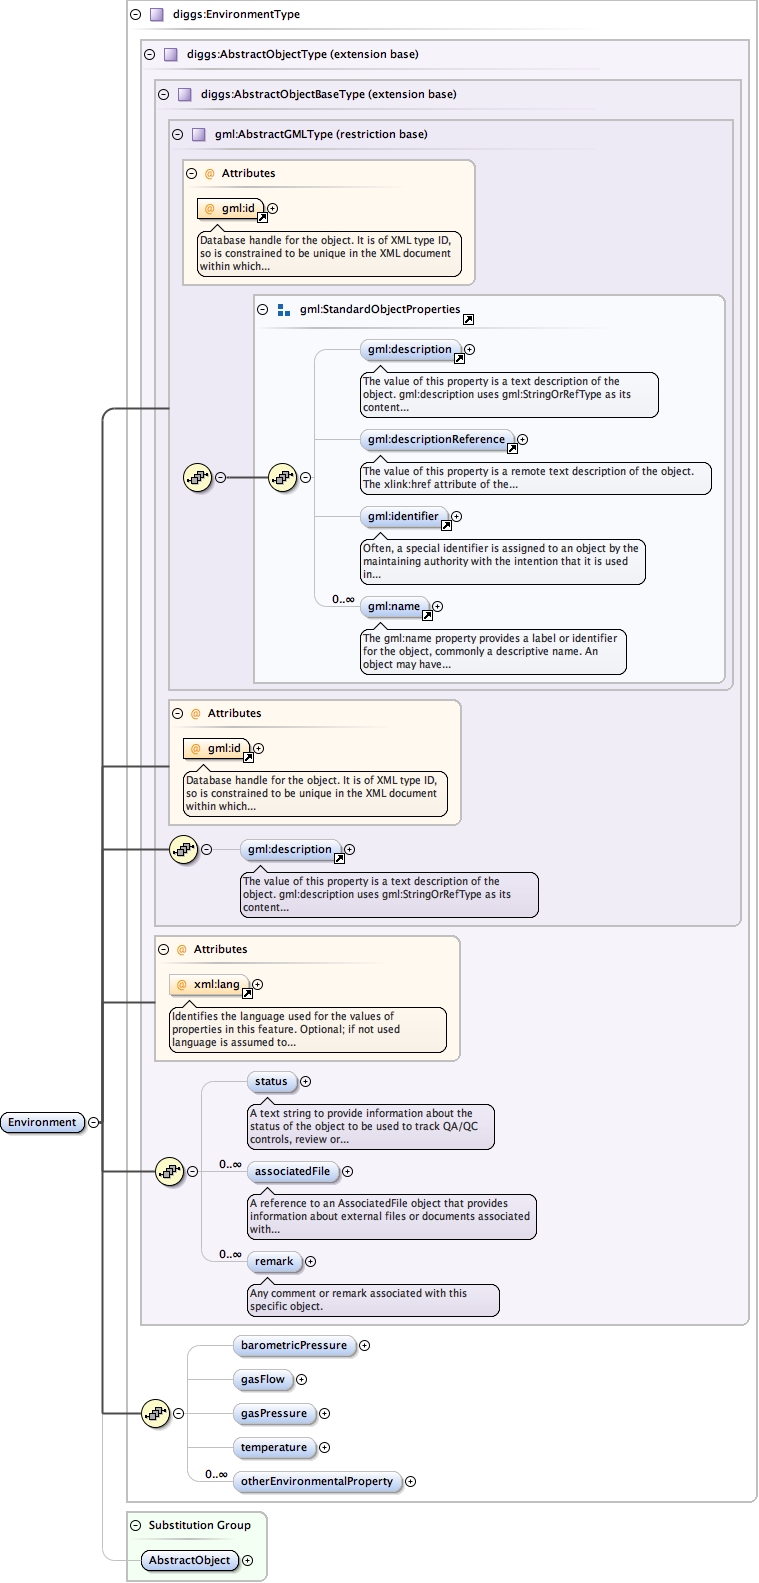 diggs:EnvironmentType
diggs:AbstractObjectType (extension base)
diggs:AbstractObjectBaseType (extension base)
gml:AbstractGMLType (restriction base)
@ Attributes
@ gml:id
Database handle for the object. It is of XML type ID,
so is constrained to be unique in the XML document
within which...
gml:StandardObjectProperties
gml:description
The value of this property is a text description of the
object. gml:description uses gml:StringOrRefType as its
content...
gml:descriptionReference
The value of this property is a remote text description of the object.
The xlink:href attribute of the...
gml:identifier
Often, a special identifier is assigned to an object by the
maintaining authority with the intention that it is used
in...
0..∞
gml:name
The gml:name property provides a label or identifier
for the object, commonly a descriptive name. An
object may have...
@ Attributes
@ gml:id
Database handle for the object. It is of XML type ID,
so is constrained to be unique in the XML document
within which...
gml:description
The value of this property is a text description of the
object. gml:description uses gml:StringOrRefType as its
content...
@ Attributes
@ xml:lang
Identifies the language used for the values of
properties in this feature. Optional; if not used
language is assumed to...
status
A text string to provide information about the
status of the object to be used to track QA/QC
controls, review or...
Environment
0..∞
associatedFile
A reference to an AssociatedFile object that provides
information about external files or documents associated
with...
0..∞
remark
Any comment or remark associated with this
specific object.
barometricPressure
gasFlow
gasPressure
temperature
0..∞
otherEnvironmentalProperty
Substitution Group
AbstractObject